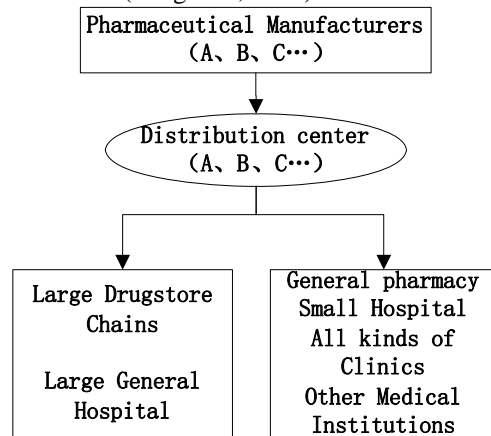 Pharmaceutical Manufacturers
(A、B、C…)
Distribution center
(A、B、C…)
Large Drugstore
Chains
Large General
Hospital
General pharmacy
Small Hospital
All kinds of
Clinics
Other Medical
Institutions